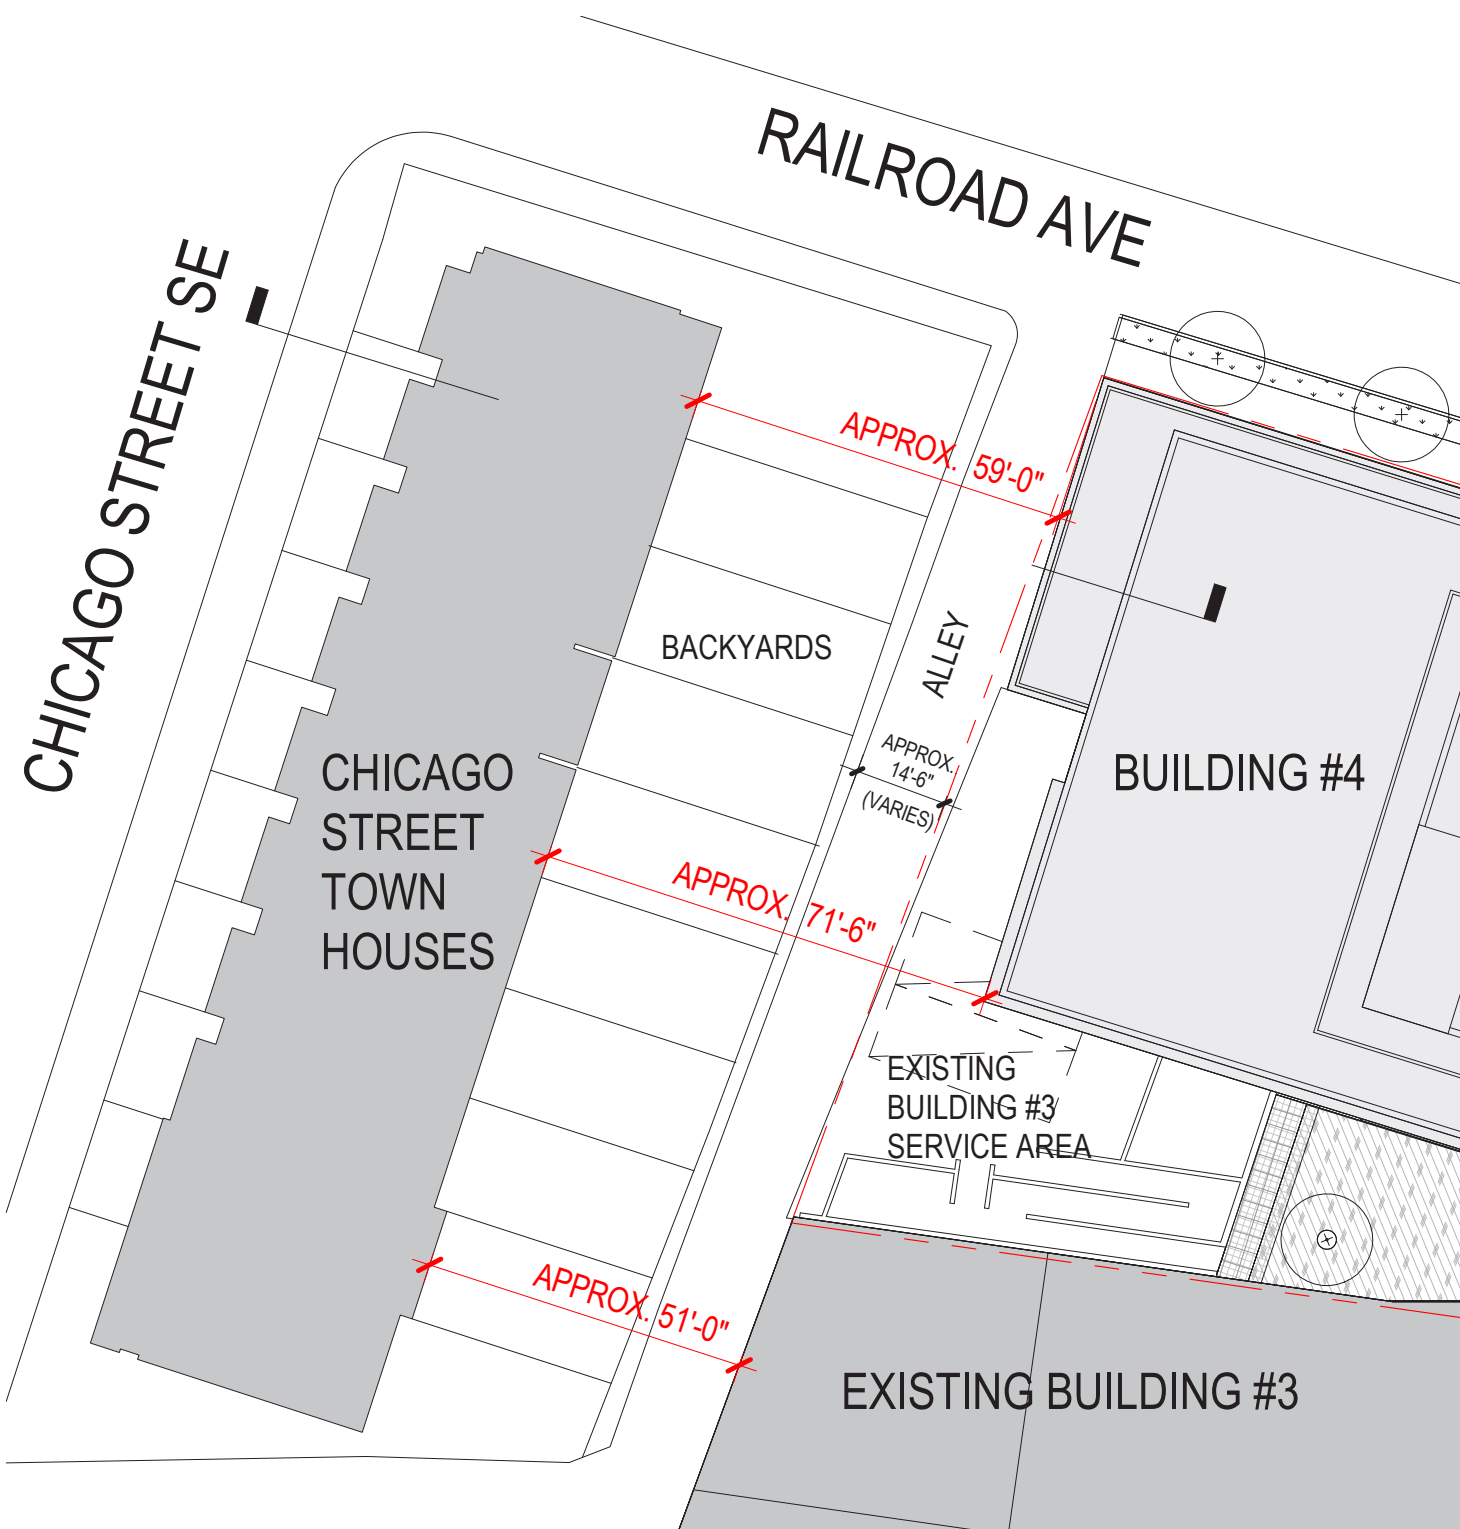 RAILROAD AVE
CHICAGO STREET SE
APPROX. 59'-0"
BACKYARDS
ALLEY
APPROX.
14'-6"
(VARIES)
BUILDING #4
CHICAGO
STREET
TOWN
HOUSES
APPROX. 71'-6"
EXISTING
BUILDING #3
SERVICE AREA
APPROX. 51'-0"
EXISTING BUILDING #3